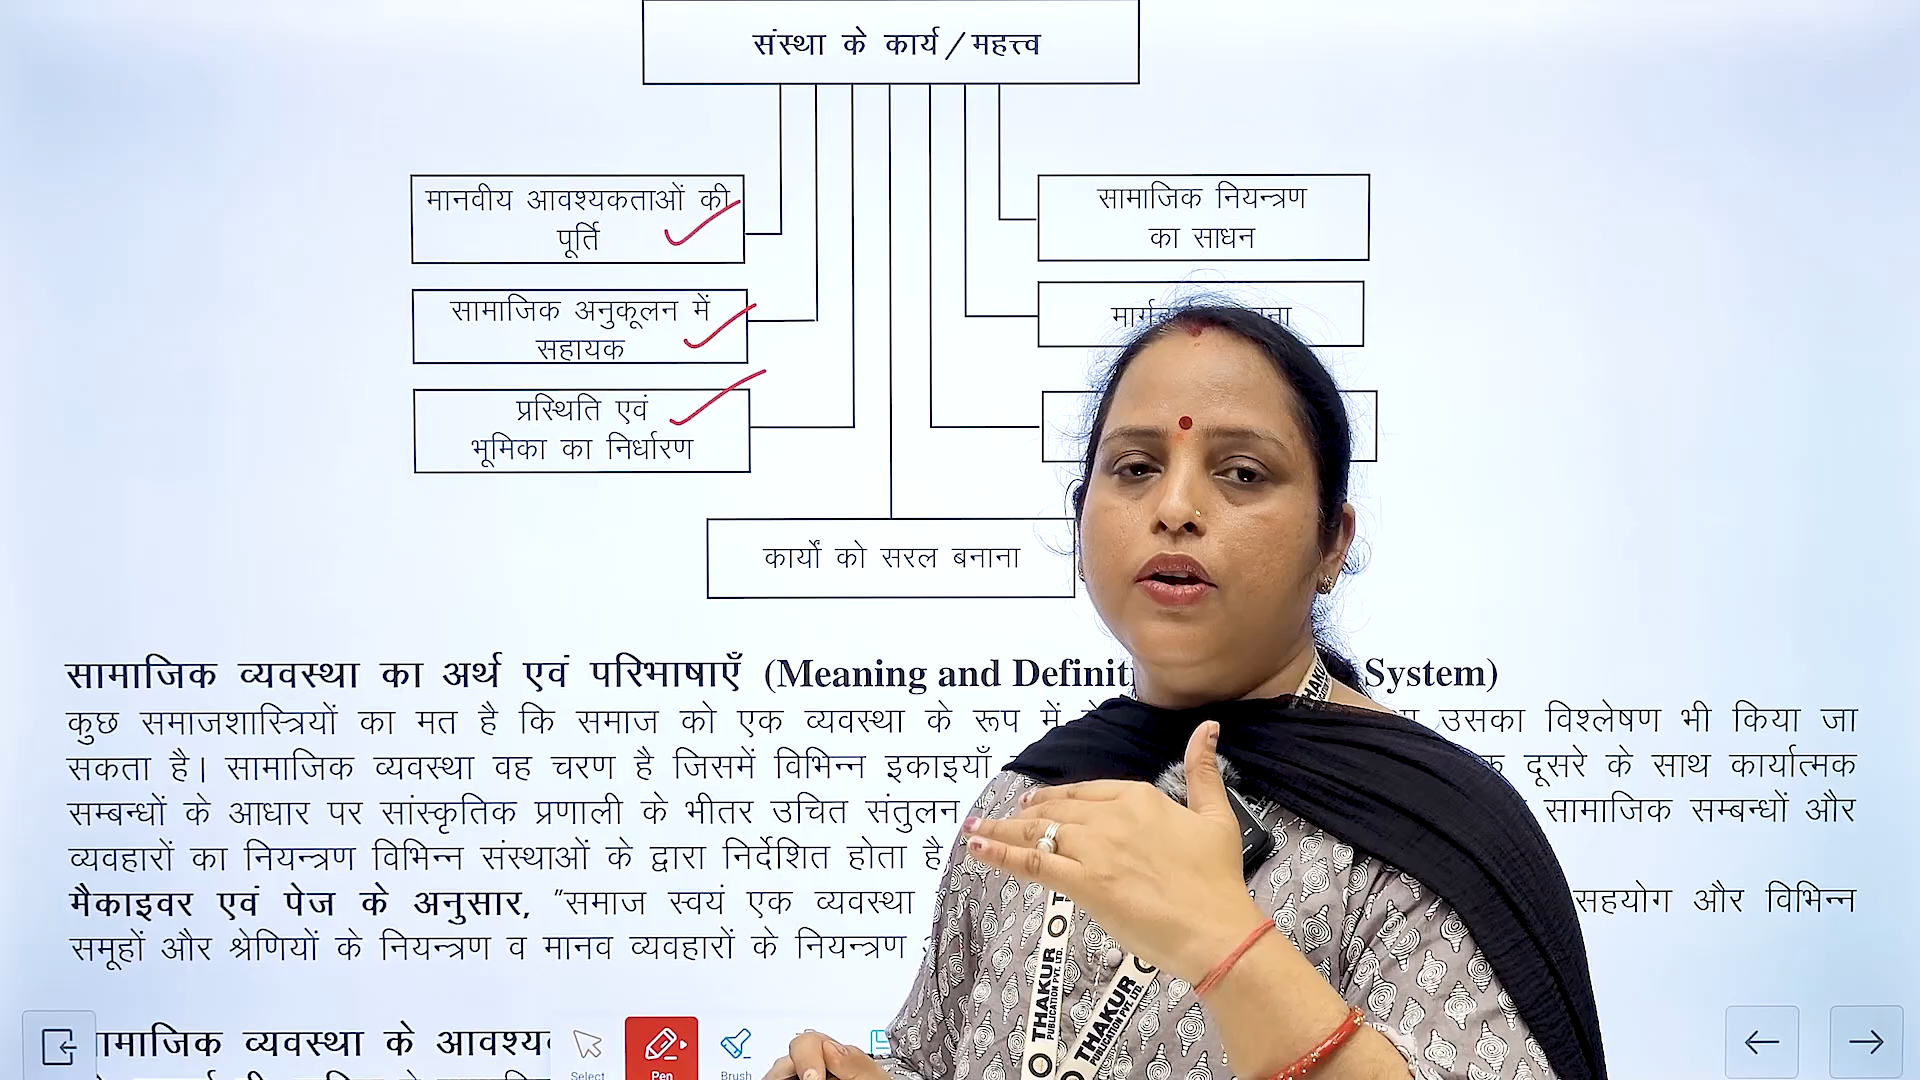 संस्था के कार्य/महत्त्व
मानवीय आवश्यकताओं की
पूर्ति
सामाजिक अनुकूलन में
सहायक
प्रस्थिति एवं
भूमिका का निर्धारण
सामाजिक नियन्त्रण
का साधन
कार्यों को सरल बनाना
सामाजिक व्यवस्था का अर्थ एवं परिभाषाएँ (Meaning and System)
कुछ समाजशास्त्रियों का मत है कि समाज को एक व्यवस्था के रूप में उसका विश्लेषण भी किया जा
सकता है। सामाजिक व्यवस्था वह चरण है जिसमें विभिन्न इकाइयाँ दूसरे के साथ कार्यात्मक
सम्बन्धों के आधार पर सांस्कृतिक प्रणाली के भीतर उचित संतुलन सामाजिक सम्बन्धों और
व्यवहारों का नियन्त्रण विभिन्न संस्थाओं के द्वारा निर्देशित होता है
मैकाइवर एवं पेज के अनुसार, "समाज स्वयं एक व्यवस्था सहयोग और विभिन्न
समूहों और श्रेणियों के नियन्त्रण व मानव व्यवहारों के नियन्त्रण
व्यवस्था के
Select Pen Brush
THAKUR
PUBLICATION PVT. LTD.
THAKUR
PUBLICATION PVT. LTD.